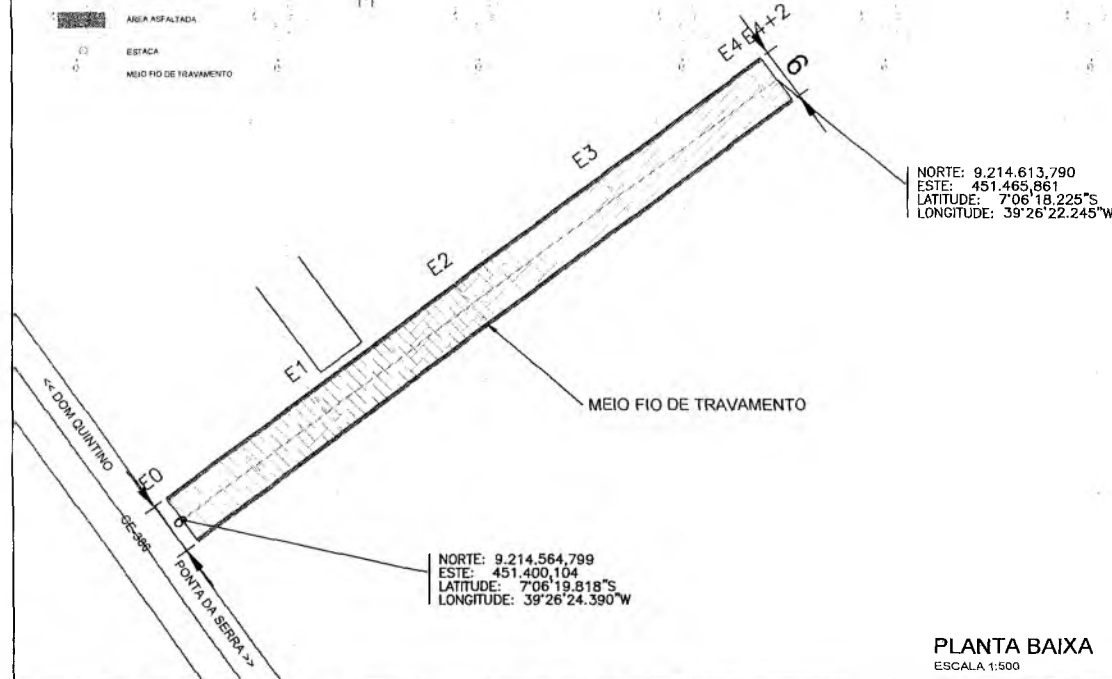 ÁREA ASFALTADA
ESTACA
MEIO FIO DE TRAVAMENTO
E4 E4+2
6
E3
NORTE: 9.214.613,790
ESTE: 451.465,861
LATITUDE: 7°06'18.225"S
LONGITUDE: 39°26'22.245"W
E2
E1
MEIO FIO DE TRAVAMENTO
<< DOM QUINTINO
E0
6
CE-386
PONTA DA SERRA >>
NORTE: 9.214.564,799
ESTE: 451.400,104
LATITUDE: 7°06'19.818"S
LONGITUDE: 39°26'24.390"W
PLANTA BAIXA
ESCALA 1:500